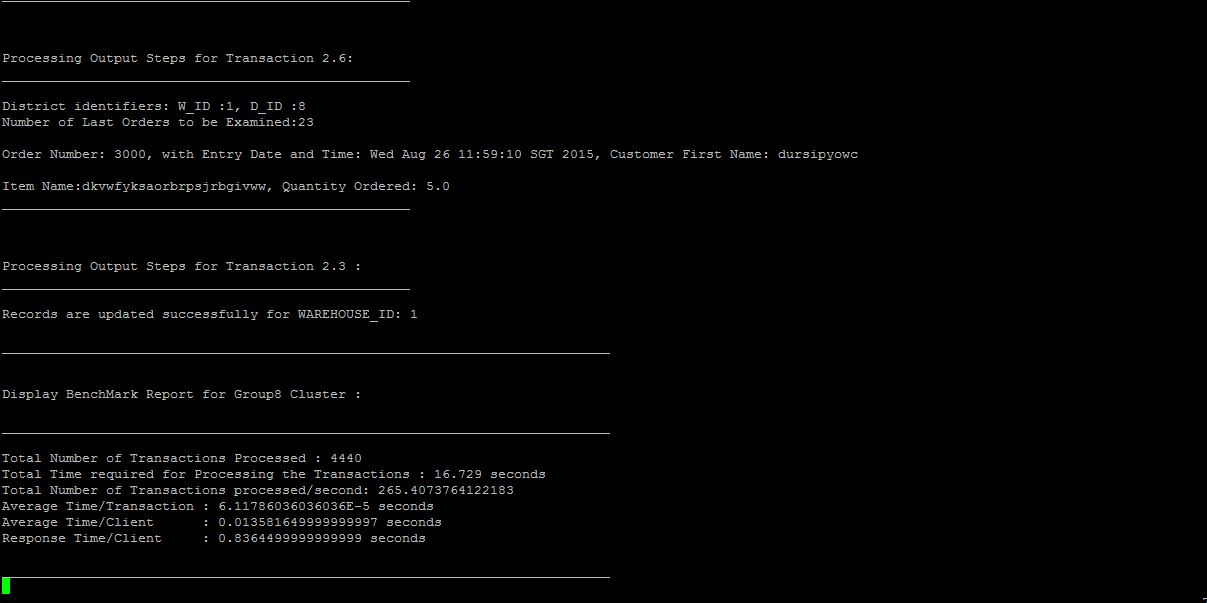 Processing Output Steps for Transaction 2.6:
District identifiers: W_ID :1, D_ID :8
Number of Last Orders to be Examined:23
Order Number: 3000, with Entry Date and Time: Wed Aug 26 11:59:10 SGT 2015, Customer First Name: dursipyowc
Item Name:dkvwfyksaorbrpsjrbgivww, Quantity Ordered: 5.0
Processing Output Steps for Transaction 2.3 :
Records are updated successfully for WAREHOUSE_ID: 1
Display BenchMark Report for Group8 Cluster :
Total Number of Transactions Processed : 4440
Total Time required for Processing the Transactions : 16.729 seconds
Total Number of Transactions processed/second: 265.4073764122183
Average Time/Transaction : 6.11786036036036E-5 seconds
Average Time/Client      : 0.013581649999999997 seconds
Response Time/Client     : 0.8364499999999999 seconds